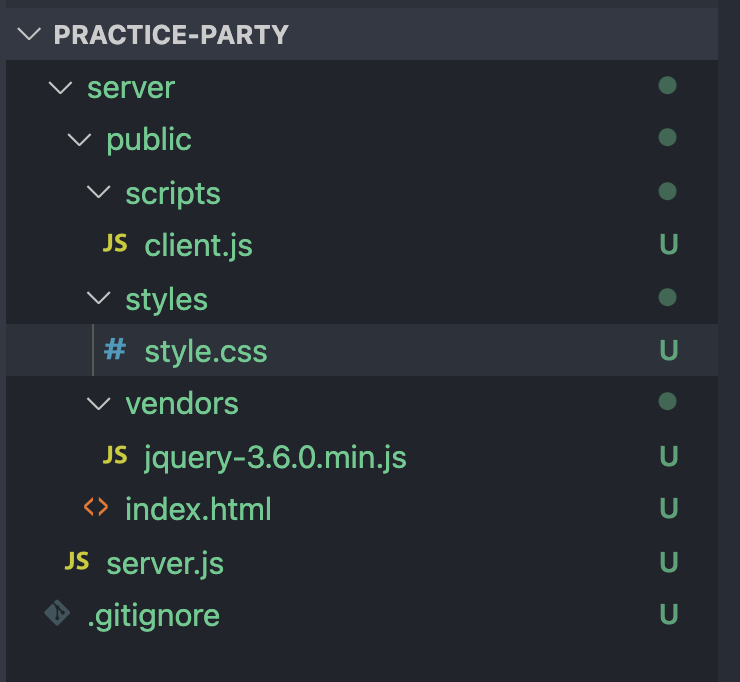 PRACTICE-PARTY
server
public
scripts
JS client.js U
styles
# style.css U
vendors
JS jquery-3.6.0.min.js U
<> index.html U
JS server.js U
.gitignore U